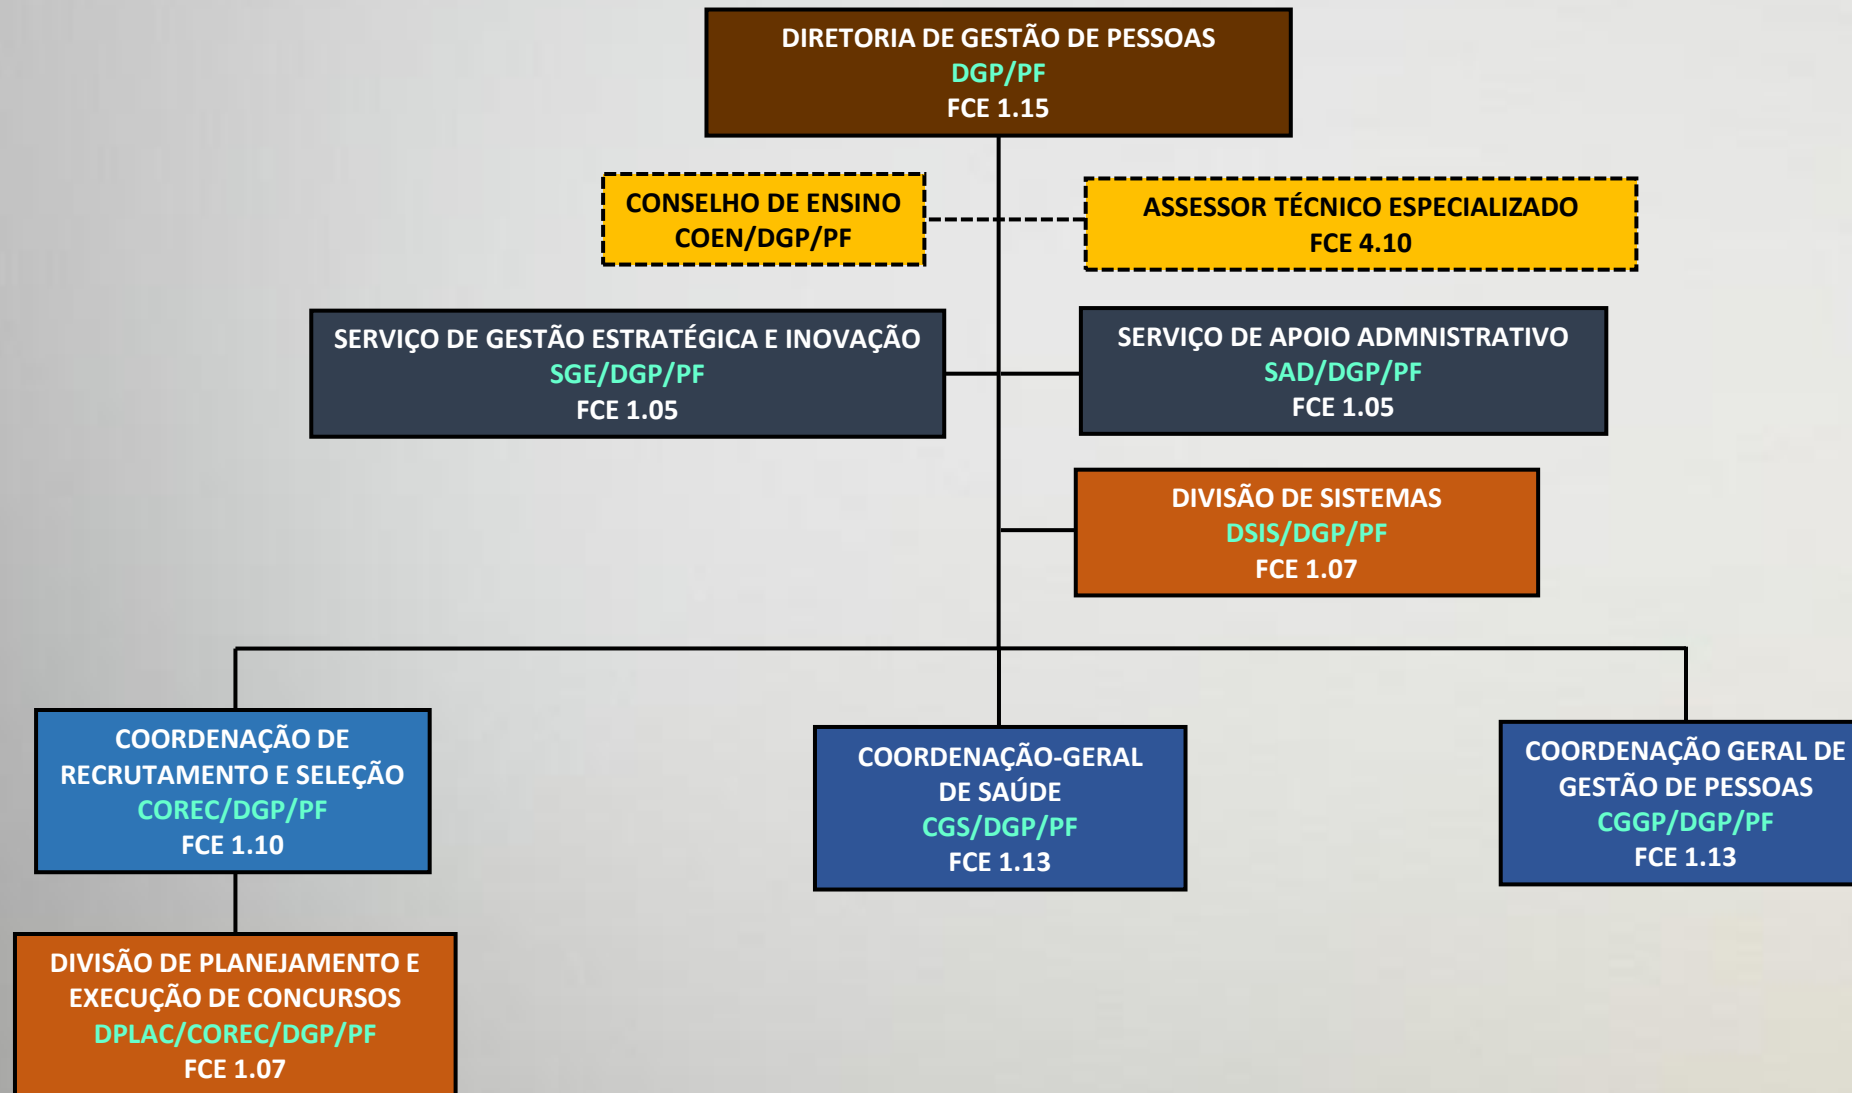 DIRETORIA DE GESTÃO DE PESSOAS
DGP/PF
FCE 1.15
CONSELHO DE ENSINO
COEN/DGP/PF
ASSESSOR TÉCNICO ESPECIALIZADO
FCE 4.10
SERVIÇO DE GESTÃO ESTRATÉGICA E INOVAÇÃO
SGE/DGP/PF
FCE 1.05
SERVIÇO DE APOIO ADMNISTRATIVO
SAD/DGP/PF
FCE 1.05
DIVISÃO DE SISTEMAS
DSIS/DGP/PF
FCE 1.07
COORDENAÇÃO DE
RECRUTAMENTO E SELEÇÃO
COREC/DGP/PF
FCE 1.10
COORDENAÇÃO-GERAL
DE SAÚDE
CGS/DGP/PF
FCE 1.13
COORDENAÇÃO GERAL DE
GESTÃO DE PESSOAS
CGGP/DGP/PF
FCE 1.13
DIVISÃO DE PLANEJAMENTO E
EXECUÇÃO DE CONCURSOS
DPLAC/COREC/DGP/PF
FCE 1.07